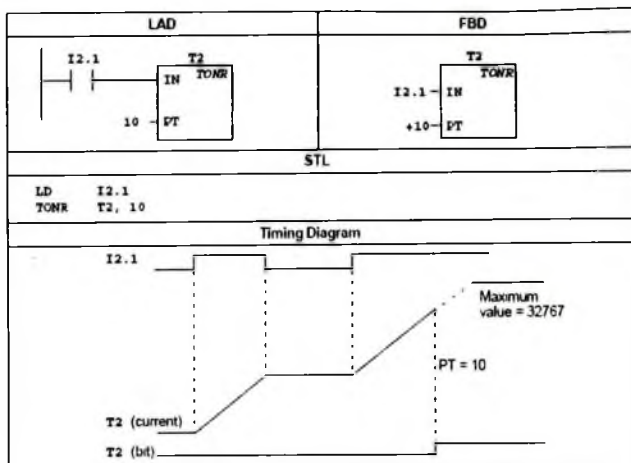 LAD
FBD
I2.1
T2
TONR
IN
10
PT
T2
TONR
I2.1
IN
+10
PT
STL
LD I2.1
TONR T2, 10
Timing Diagram
I2.1
Maximum
value = 32767
PT = 10
T2 (current)
T2 (bit)